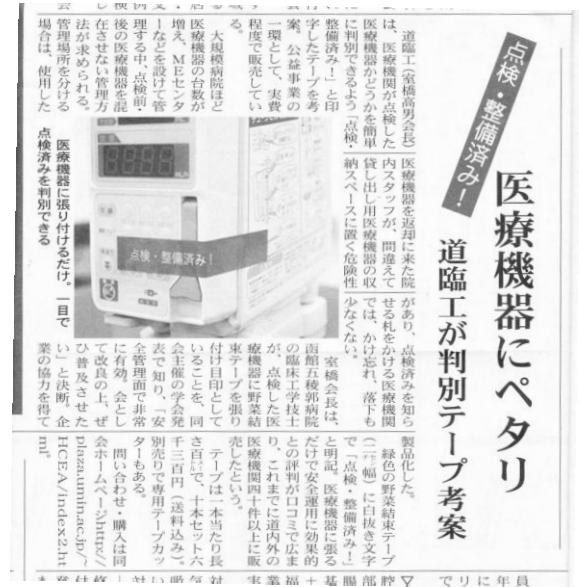 医療機器にペタリ
点検・整備済み！
道臨工が判別テープ考案
道臨工（室橋高男会長）
は、医療機関が点検した
医療機器かどうかを簡単
に判別できるよう「点検・
整備済み！」と印
字したテープを考
案。公益事業の
一環として、実費
程度で販売してい
る。
大規模病院ほど
医療機器の台数が
増え、MEセンタ
ーなどを設けて管
理する中、点検前・
後の医療機器を混
在させない管理方
法が求められる。
管理場所を分ける
場合は、使用した
医療機器を返却に来た院
内スタッフが、間違えて
貸し出し用医療機器の収
納スペースに置く危険性
があり、点検済みを知ら
せる札をかける医療機関
では、かけ忘れ、落下も
少なくない。
室橋会長は、
函館五稜郭病院
の臨床工学技士
が、点検した医
療機器に野菜結
束テープを張り
付け目印として
いることを、同
会主催の学会発
表で知り、「安
全管理面で非常
に有効。会とし
て改良の上、ぜ
ひ普及させた
い」と決断。企
業の協力を得て
製品化した。
緑色の野菜結束テープ
（二㌢幅）に白抜き文字
で「点検・整備済み！」
と明記、医療機器に張る
だけで安全運用に効果的
との評判が口コミで広ま
り、これまでに道内外の
医療機関四十件以上に販
売したという。
テープは一本当たり長
さ百㍍で、十本セット六
千三百円（送料込み）。
別売りで専用テープカッ
ターもある。
問い合わせ・購入は同
会ホームページhttp://
plaza.umin.ac.jp/~
HCEA/index2.ht
ml。
点検・整備済み！
医療機器に張り付けるだけ。一目で
点検済みを判別できる